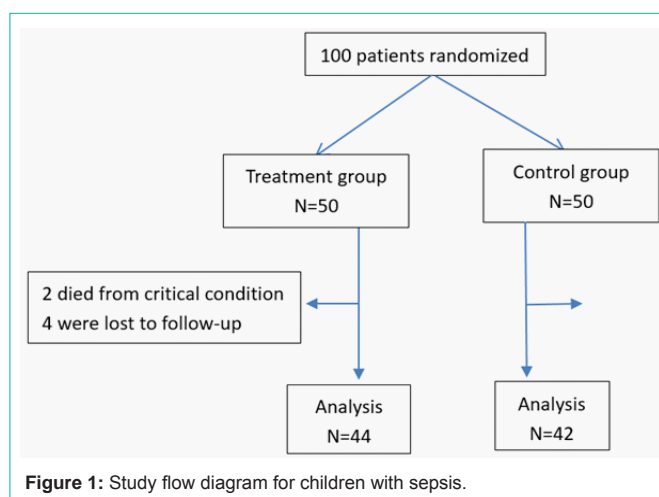 100 patients randomized
Treatment group
N=50
Control group
N=50
2 died from critical condition
4 were lost to follow-up
Analysis
N=44
Analysis
N=42
Figure 1: Study flow diagram for children with sepsis.